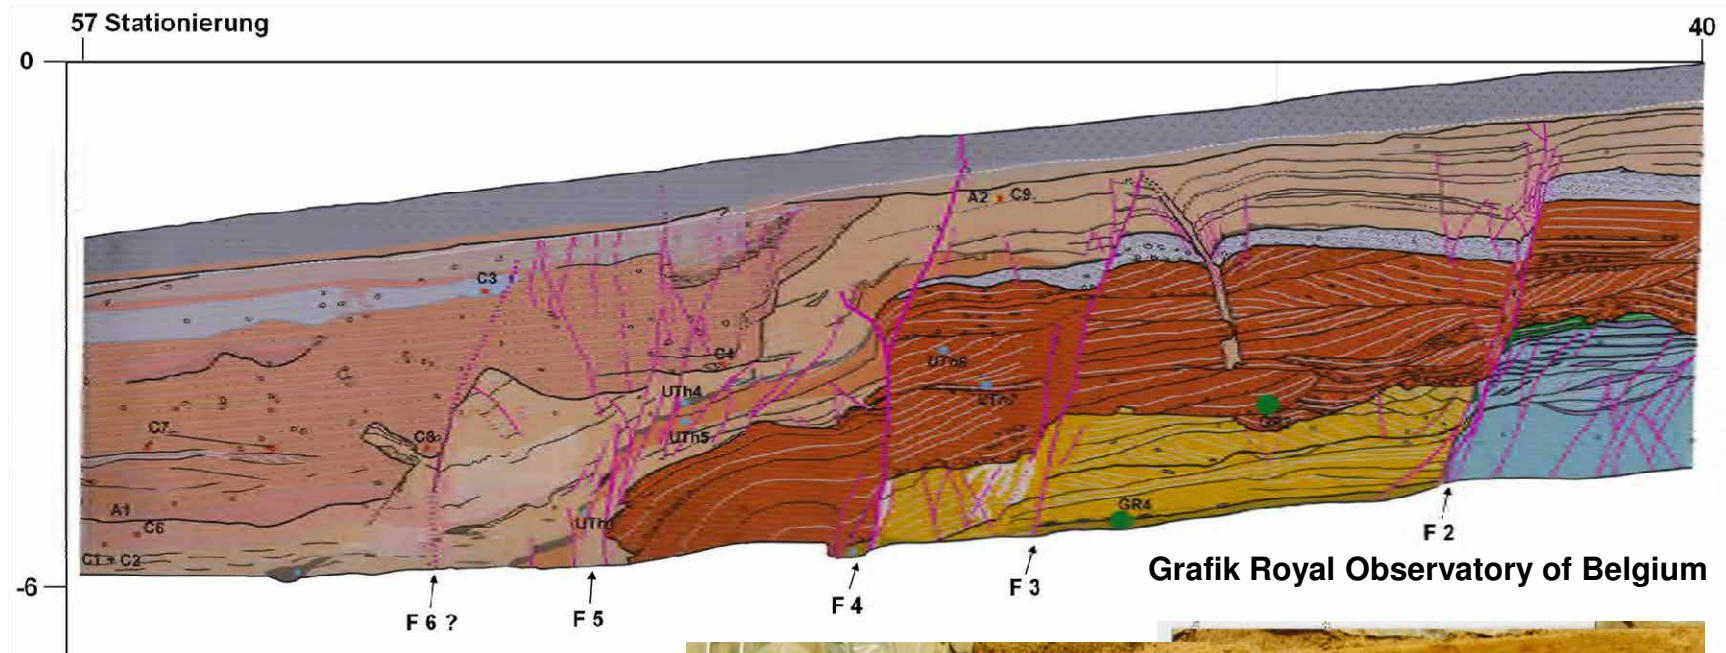 57 Stationierung
40
0
A2 C9
C3
C4
UTh6
UTh4
UTh5
C7
C8
GR4
A1
C6
UTh
C1 + C2
F 2
Grafik Royal Observatory of Belgium
-6
F 3
F 4
F 5
F 6 ?